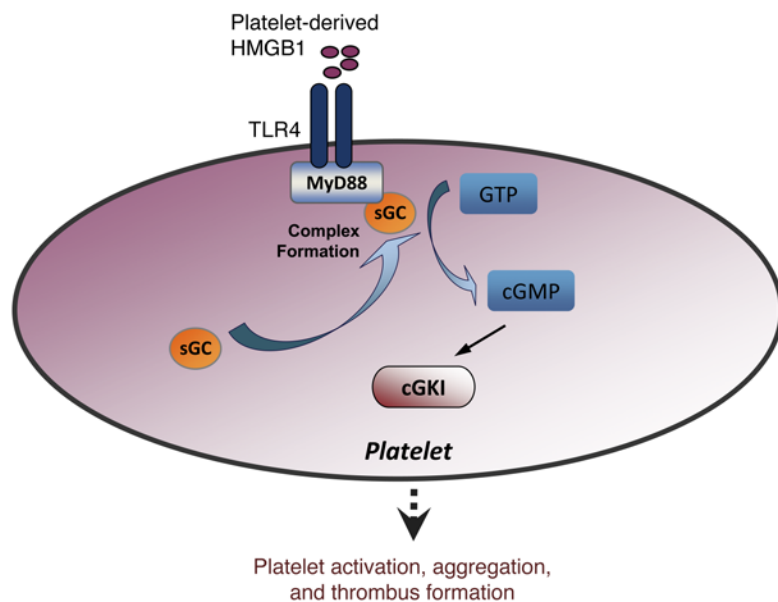 Platelet-derived
HMGB1
TLR4
MyD88
sGC
Complex
Formation
GTP
cGMP
sGC
cGKI
Platelet
Platelet activation, aggregation,
and thrombus formation